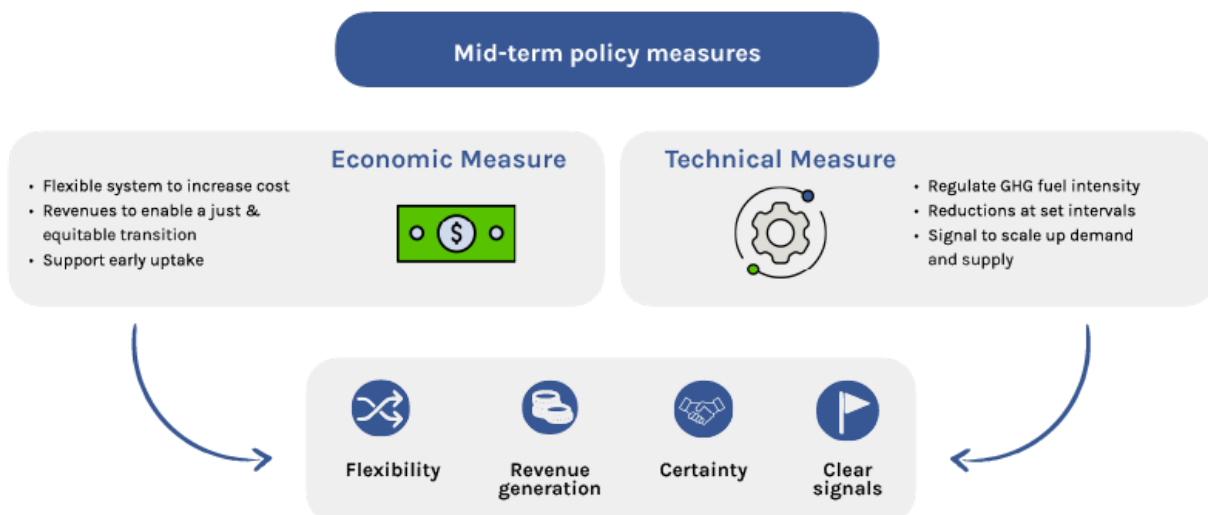 Mid-term policy measures
Economic Measure
• Flexible system to increase cost
• Revenues to enable a just &
equitable transition
• Support early uptake
$
Technical Measure
• Regulate GHG fuel intensity
• Reductions at set intervals
• Signal to scale up demand
and supply
Flexibility
Revenue
generation
Certainty
Clear
signals